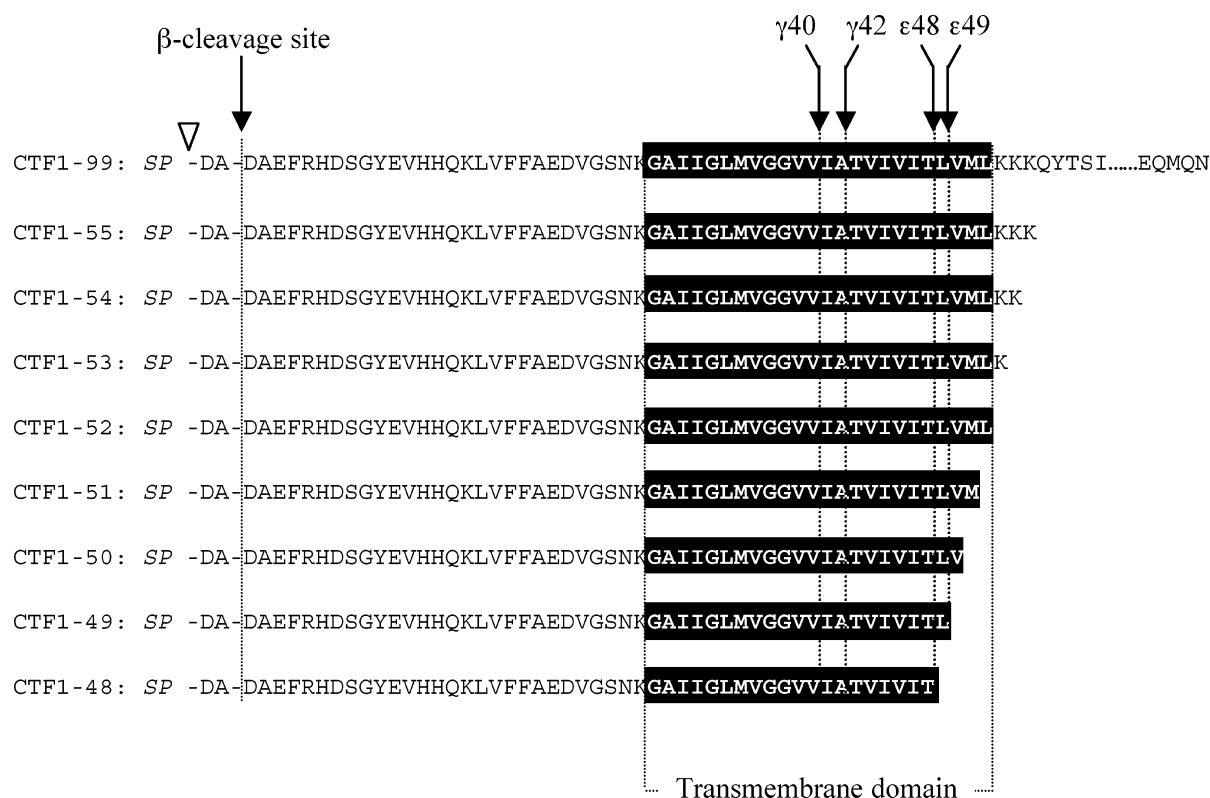 β-cleavage site
γ40 γ42 ε48 ε49
CTF1-99: SP -DA-DAEFRHDSGYEVHHQKLVFFAEDVGSNKGAIIGLMVGGVVIATVIVITLVMLKKKQYTSI……EQMQN
CTF1-55: SP -DA-DAEFRHDSGYEVHHQKLVFFAEDVGSNKGAIIGLMVGGVVIATVIVITLVMLKKK
CTF1-54: SP -DA-DAEFRHDSGYEVHHQKLVFFAEDVGSNKGAIIGLMVGGVVIATVIVITLVMLKK
CTF1-53: SP -DA-DAEFRHDSGYEVHHQKLVFFAEDVGSNKGAIIGLMVGGVVIATVIVITLVMLK
CTF1-52: SP -DA-DAEFRHDSGYEVHHQKLVFFAEDVGSNKGAIIGLMVGGVVIATVIVITLVML
CTF1-51: SP -DA-DAEFRHDSGYEVHHQKLVFFAEDVGSNKGAIIGLMVGGVVIATVIVITLVM
CTF1-50: SP -DA-DAEFRHDSGYEVHHQKLVFFAEDVGSNKGAIIGLMVGGVVIATVIVITLV
CTF1-49: SP -DA-DAEFRHDSGYEVHHQKLVFFAEDVGSNKGAIIGLMVGGVVIATVIVITL
CTF1-48: SP -DA-DAEFRHDSGYEVHHQKLVFFAEDVGSNKGAIIGLMVGGVVIATVIVIT
Transmembrane domain